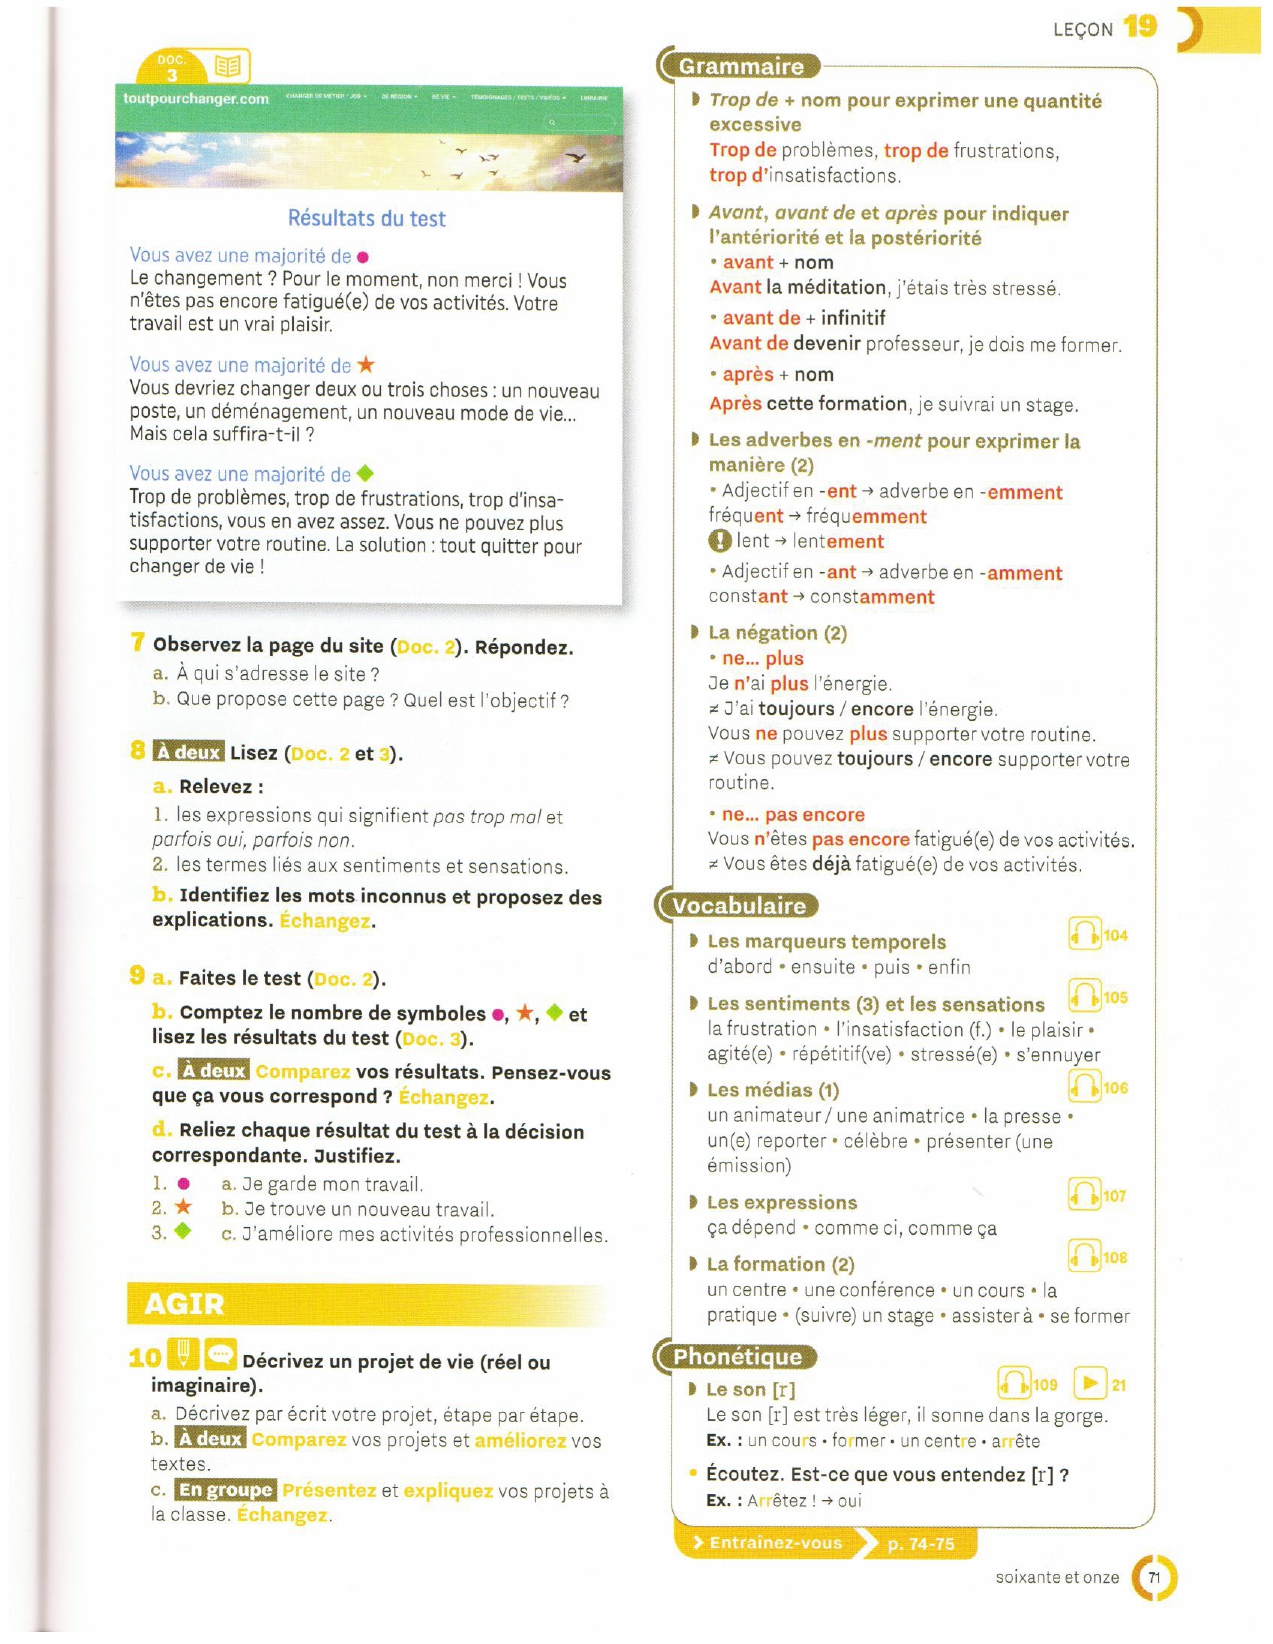 LEÇON 19
DOC. 3
toutpourchanger.com
CHANGER DE MÉTIER / JOB
DE RÉGION
DE VIE
TÉMOIGNAGES / TESTS / VIDÉOS
LIBRAIRIE
Résultats du test
Vous avez une majorité de ●
Le changement ? Pour le moment, non merci ! Vous
n'êtes pas encore fatigué(e) de vos activités. Votre
travail est un vrai plaisir.
Vous avez une majorité de ★
Vous devriez changer deux ou trois choses : un nouveau
poste, un déménagement, un nouveau mode de vie...
Mais cela suffira-t-il ?
Vous avez une majorité de ◆
Trop de problèmes, trop de frustrations, trop d'insa-
tisfactions, vous en avez assez. Vous ne pouvez plus
supporter votre routine. La solution : tout quitter pour
changer de vie !
7 Observez la page du site (Doc. 2). Répondez.
a. À qui s'adresse le site ?
b. Que propose cette page ? Quel est l'objectif ?
8 À deux Lisez (Doc. 2 et 3).
a. Relevez :
1. les expressions qui signifient pas trop mal et
parfois oui, parfois non.
2. les termes liés aux sentiments et sensations.
b. Identifiez les mots inconnus et proposez des
explications. Échangez.
9 a. Faites le test (Doc. 2).
b. Comptez le nombre de symboles ●, ★, ◆ et
lisez les résultats du test (Doc. 3).
c. À deux Comparez vos résultats. Pensez-vous
que ça vous correspond ? Échangez.
d. Reliez chaque résultat du test à la décision
correspondante. Justifiez.
1. ● a. Je garde mon travail.
2. ★ b. Je trouve un nouveau travail.
3. ◆ c. J'améliore mes activités professionnelles.
AGIR
10 Décrivez un projet de vie (réel ou
imaginaire).
a. Décrivez par écrit votre projet, étape par étape.
b. À deux Comparez vos projets et améliorez vos
textes.
c. En groupe Présentez et expliquez vos projets à
la classe. Échangez.
Grammaire
Trop de + nom pour exprimer une quantité
excessive
Trop de problèmes, trop de frustrations,
trop d'insatisfactions.
Avant, avant de et après pour indiquer
l'antériorité et la postériorité
• avant + nom
Avant la méditation, j'étais très stressé.
• avant de + infinitif
Avant de devenir professeur, je dois me former.
• après + nom
Après cette formation, je suivrai un stage.
Les adverbes en -ment pour exprimer la
manière (2)
• Adjectif en -ent → adverbe en -emment
fréquent → fréquemment
! lent → lentement
• Adjectif en -ant → adverbe en -amment
constant → constamment
La négation (2)
• ne... plus
Je n'ai plus l'énergie.
≠ J'ai toujours / encore l'énergie.
Vous ne pouvez plus supporter votre routine.
≠ Vous pouvez toujours / encore supporter votre
routine.
• ne... pas encore
Vous n'êtes pas encore fatigué(e) de vos activités.
≠ Vous êtes déjà fatigué(e) de vos activités.
Vocabulaire
Les marqueurs temporels 104
d'abord • ensuite • puis • enfin
Les sentiments (3) et les sensations 105
la frustration • l'insatisfaction (f.) • le plaisir •
agité(e) • répétitif(ve) • stressé(e) • s'ennuyer
Les médias (1) 106
un animateur / une animatrice • la presse •
un(e) reporter • célèbre • présenter (une
émission)
Les expressions 107
ça dépend • comme ci, comme ça
La formation (2) 108
un centre • une conférence • un cours • la
pratique • (suivre) un stage • assister à • se former
Phonétique
Le son [r] 109 21
Le son [r] est très léger, il sonne dans la gorge.
Ex. : un cours • former • un centre • arrête
• Écoutez. Est-ce que vous entendez [r] ?
Ex. : Arrêtez ! → oui
> Entraînez-vous p. 74-75
soixante et onze 71